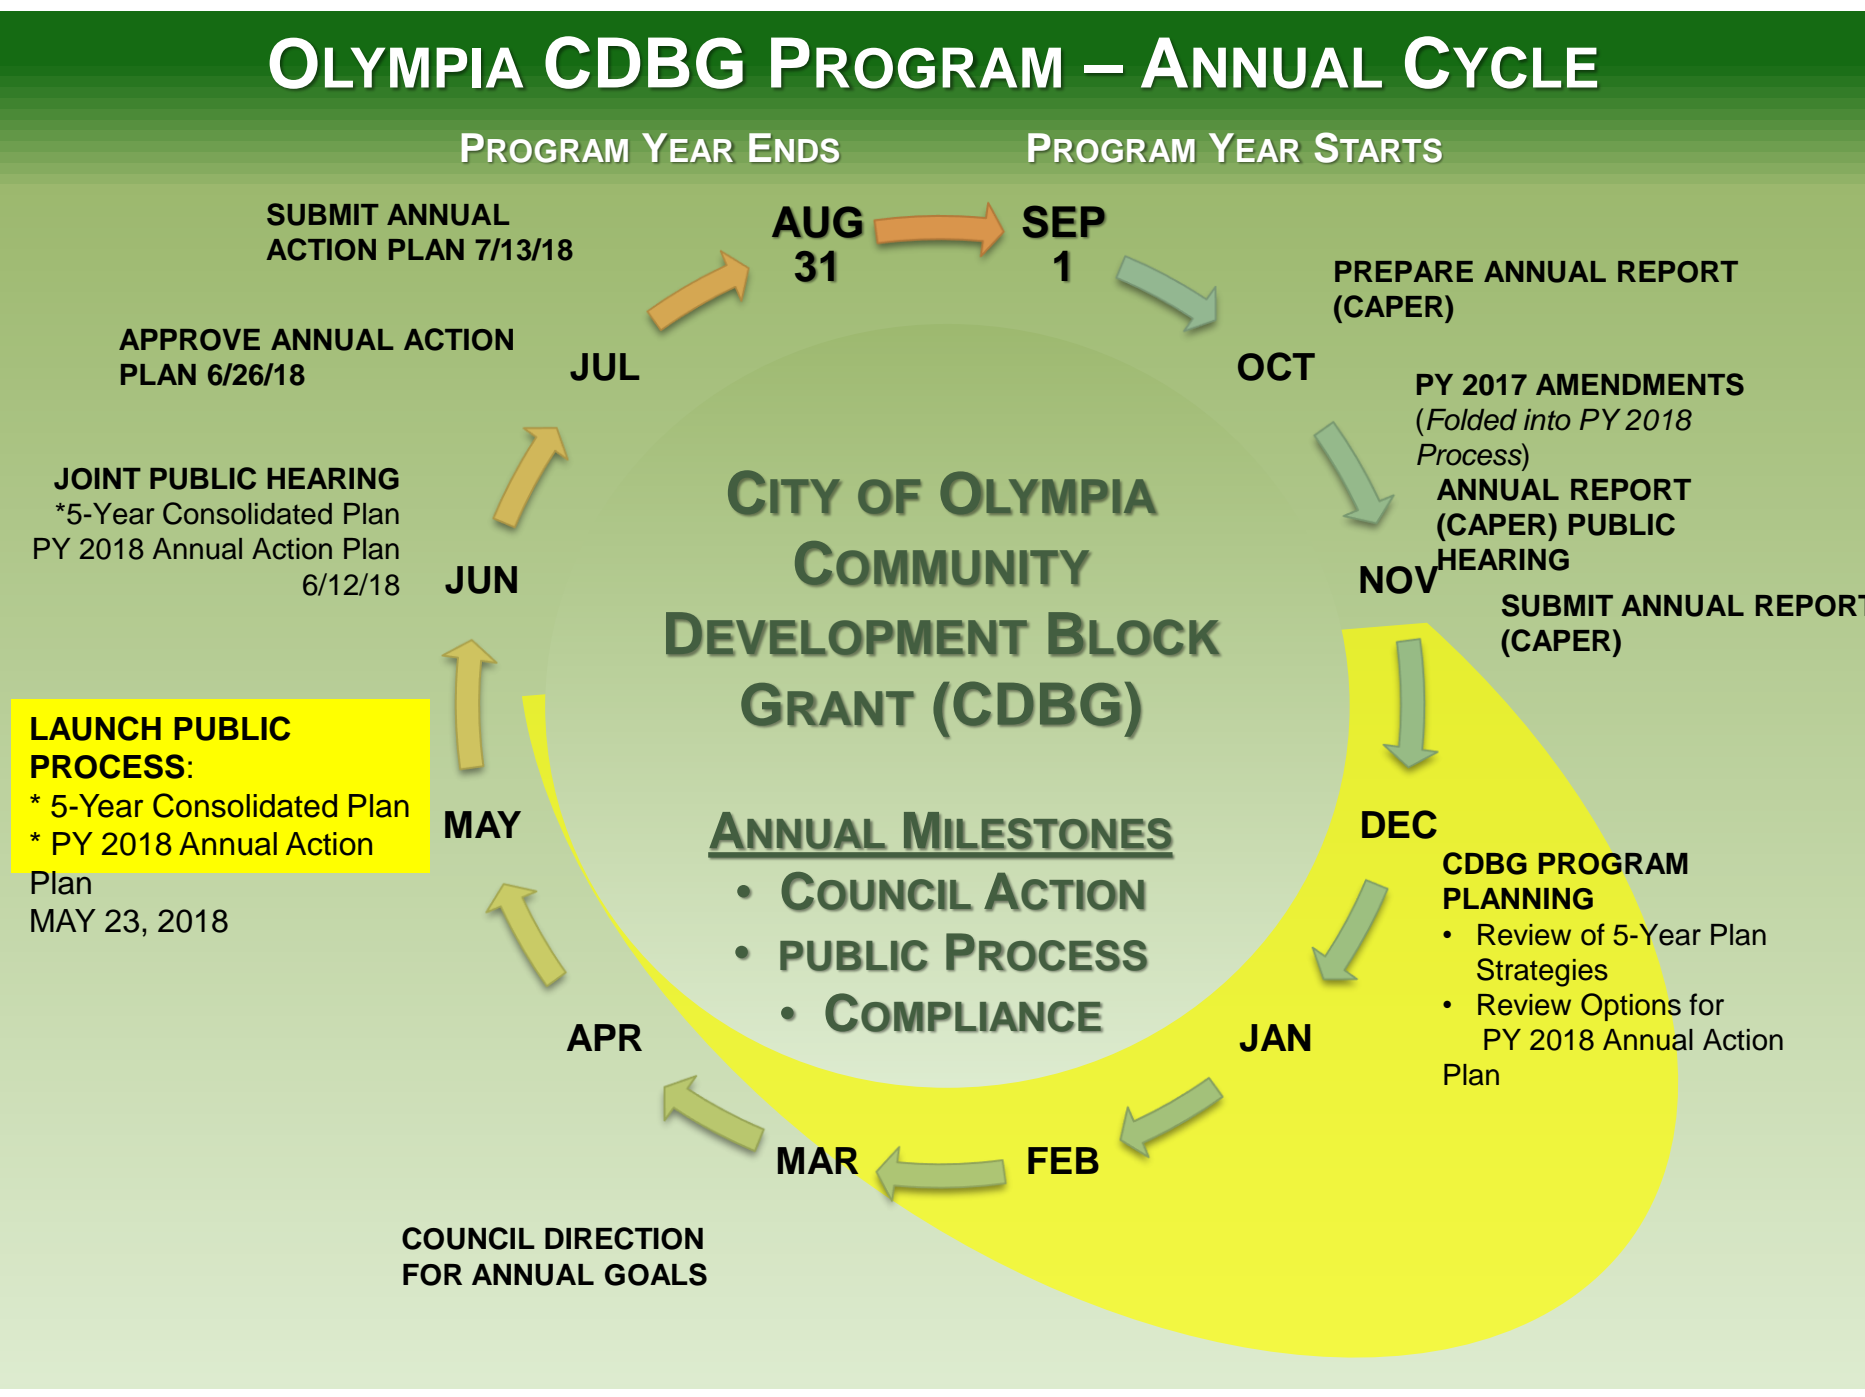 OLYMPIA CDBG PROGRAM – ANNUAL CYCLE
PROGRAM YEAR ENDS
PROGRAM YEAR STARTS
AUG
31
SEP
1
PREPARE ANNUAL REPORT
(CAPER)
OCT
PY 2017 AMENDMENTS
(Folded into PY 2018
Process)
ANNUAL REPORT
(CAPER) PUBLIC
HEARING
NOV
SUBMIT ANNUAL REPORT
(CAPER)
DEC
CDBG PROGRAM
PLANNING
• Review of 5-Year Plan
Strategies
• Review Options for
PY 2018 Annual Action
Plan
JAN
FEB
MAR
COUNCIL DIRECTION
FOR ANNUAL GOALS
APR
MAY
LAUNCH PUBLIC
PROCESS:
* 5-Year Consolidated Plan
* PY 2018 Annual Action
Plan
MAY 23, 2018
JUN
JOINT PUBLIC HEARING
*5-Year Consolidated Plan
PY 2018 Annual Action Plan
6/12/18
JUL
APPROVE ANNUAL ACTION
PLAN 6/26/18
SUBMIT ANNUAL
ACTION PLAN 7/13/18
CITY OF OLYMPIA
COMMUNITY
DEVELOPMENT BLOCK
GRANT (CDBG)
ANNUAL MILESTONES
• COUNCIL ACTION
• PUBLIC PROCESS
• COMPLIANCE